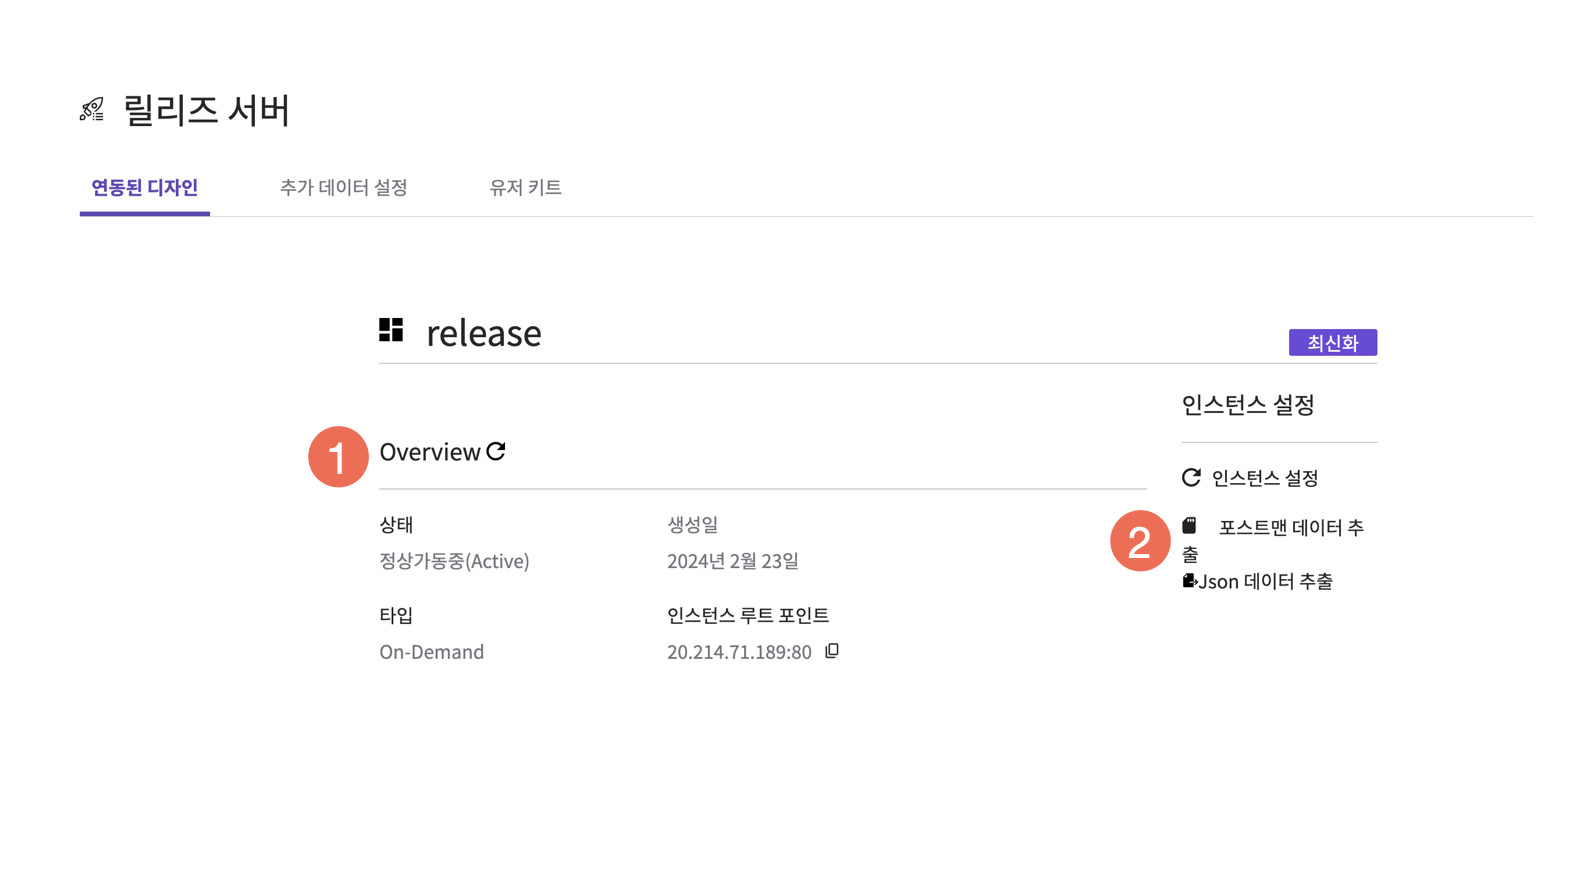 릴리즈 서버
연동된 디자인 추가 데이터 설정 유저 키트
release
최신화
인스턴스 설정
1 Overview
인스턴스 설정
2 포스트맨 데이터 추
출
Json 데이터 추출
상태 생성일
정상가동중(Active) 2024년 2월 23일
타입 인스턴스 루트 포인트
On-Demand 20.214.71.189:80